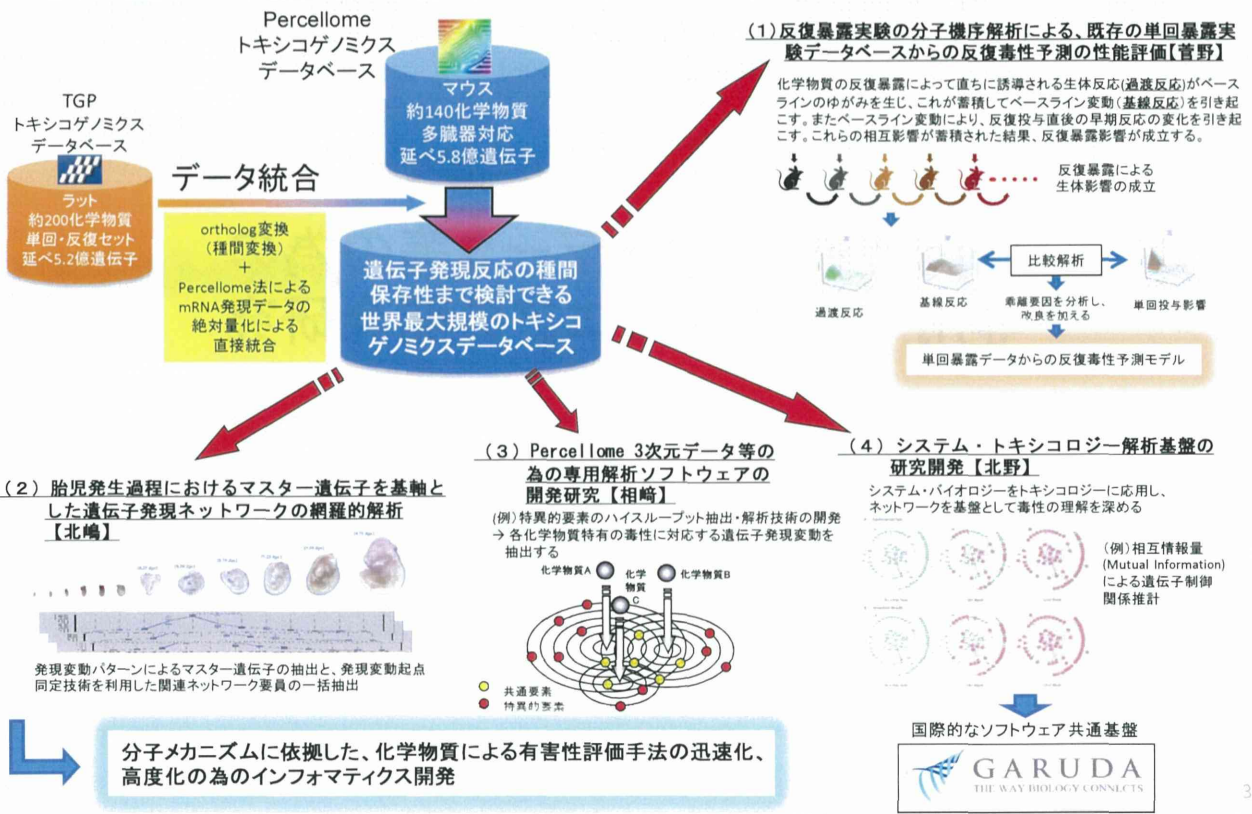 Percellome
トキシコゲノミクス
データベース
マウス
約140化学物質
多臓器対応
延べ5.8億遺伝子
TGP
トキシコゲノミクス
データベース
ラット
約200化学物質
単回・反復セット
延べ5.2億遺伝子
データ統合
ortholog変換
(種間変換)
+
Percellome法による
mRNA発現データの
絶対量化による
直接統合
遺伝子発現反応の種間
保存性まで検討できる
世界最大規模のトキシコ
ゲノミクスデータベース
(1)反復暴露実験の分子機序解析による、既存の単回暴露実
験データベースからの反復毒性予測の性能評価【菅野】
化学物質の反復暴露によって直ちに誘導される生体反応(過渡反応)がベース
ラインのゆがみを生じ、これが蓄積してベースライン変動(基線反応)を引き起
こす。またベースライン変動により、反復投与直後の早期反応の変化を引き起
こす。これらの相互影響が蓄積された結果、反復暴露影響が成立する。
反復暴露による
生体影響の成立
過渡反応
基線反応
比較解析
乖離要因を分析し、
改良を加える
単回投与影響
単回暴露データからの反復毒性予測モデル
(2) 胎児発生過程におけるマスター遺伝子を基軸と
した遺伝子発現ネットワークの網羅的解析
【北嶋】
発現変動パターンによるマスター遺伝子の抽出と、発現変動起点
同定技術を利用した関連ネットワーク要員の一括抽出
(3) Percellome 3次元データ等の
為の専用解析ソフトウェアの
開発研究【相﨑】
(例)特異的要素のハイスループット抽出・解析技術の開発
→ 各化学物質特有の毒性に対応する遺伝子発現変動を
抽出する
化学物質A
化学
物質
C
化学物質B
共通要素
特異的要素
(4) システム・トキシコロジー解析基盤の
研究開発【北野】
システム・バイオロジーをトキシコロジーに応用し、
ネットワークを基盤として毒性の理解を深める
(例)相互情報量
(Mutual Information)
による遺伝子制御
関係推計
国際的なソフトウェア共通基盤
GARUDA
THE WAY BIOLOGY CONNECTS
分子メカニズムに依拠した、化学物質による有害性評価手法の迅速化、
高度化の為のインフォマティクス開発
3